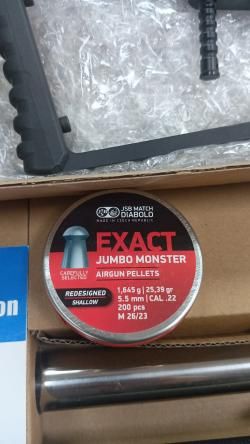 JSB MATCH
DIABOLO
MADE IN CZECH REPUBLIC
EXACT
JUMBO MONSTER
AIRGUN PELLETS
CAREFULLY
SELECTED
REDESIGNED
SHALLOW
1,645 g | 25,39 gr
5.5 mm | CAL .22
200 pcs
M 26/23
on